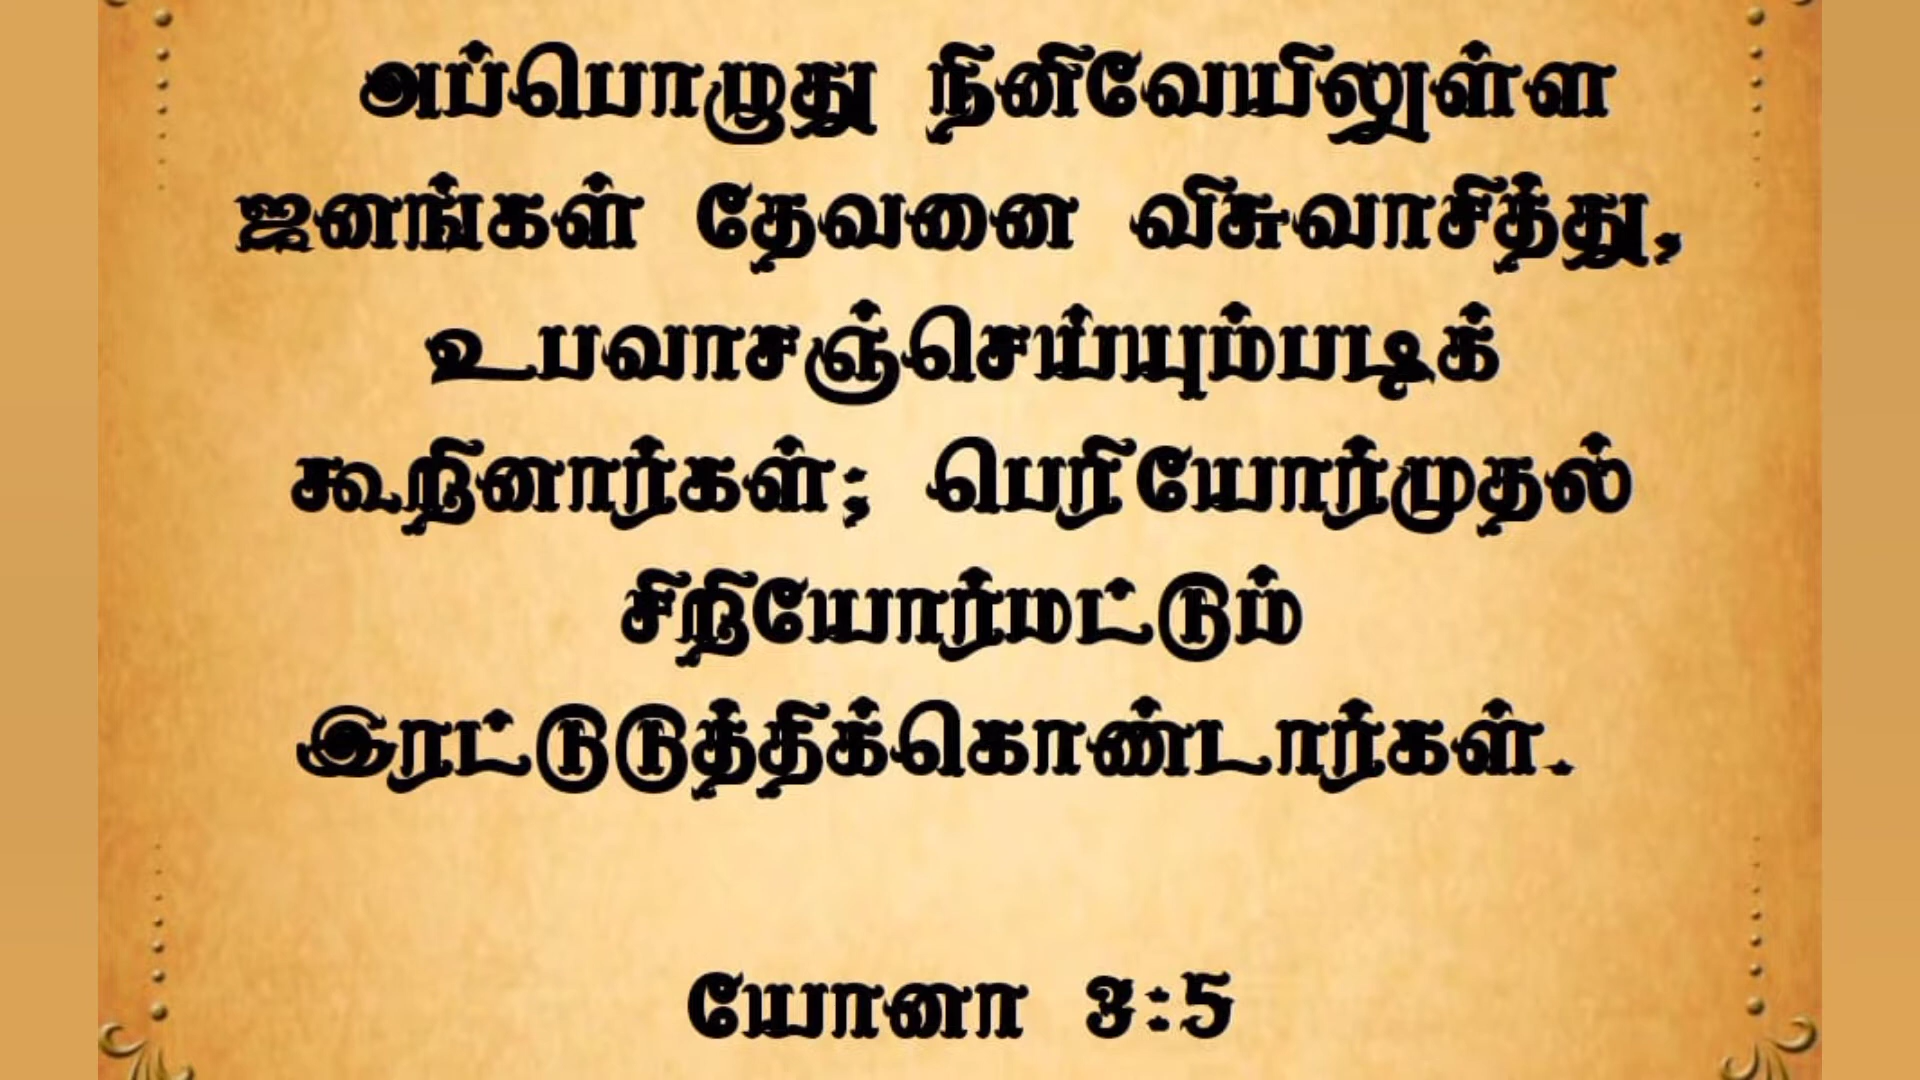 அப்பொழுது நினிவேயிலுள்ள
ஜனங்கள் தேவனை விசுவாசித்து,
உபவாசஞ்செய்யும்படிக்
கூறினார்கள்; பெரியோர்முதல்
சிறியோர்மட்டும்
இரட்டுடுத்திக்கொண்டார்கள்.
யோனா 3:5